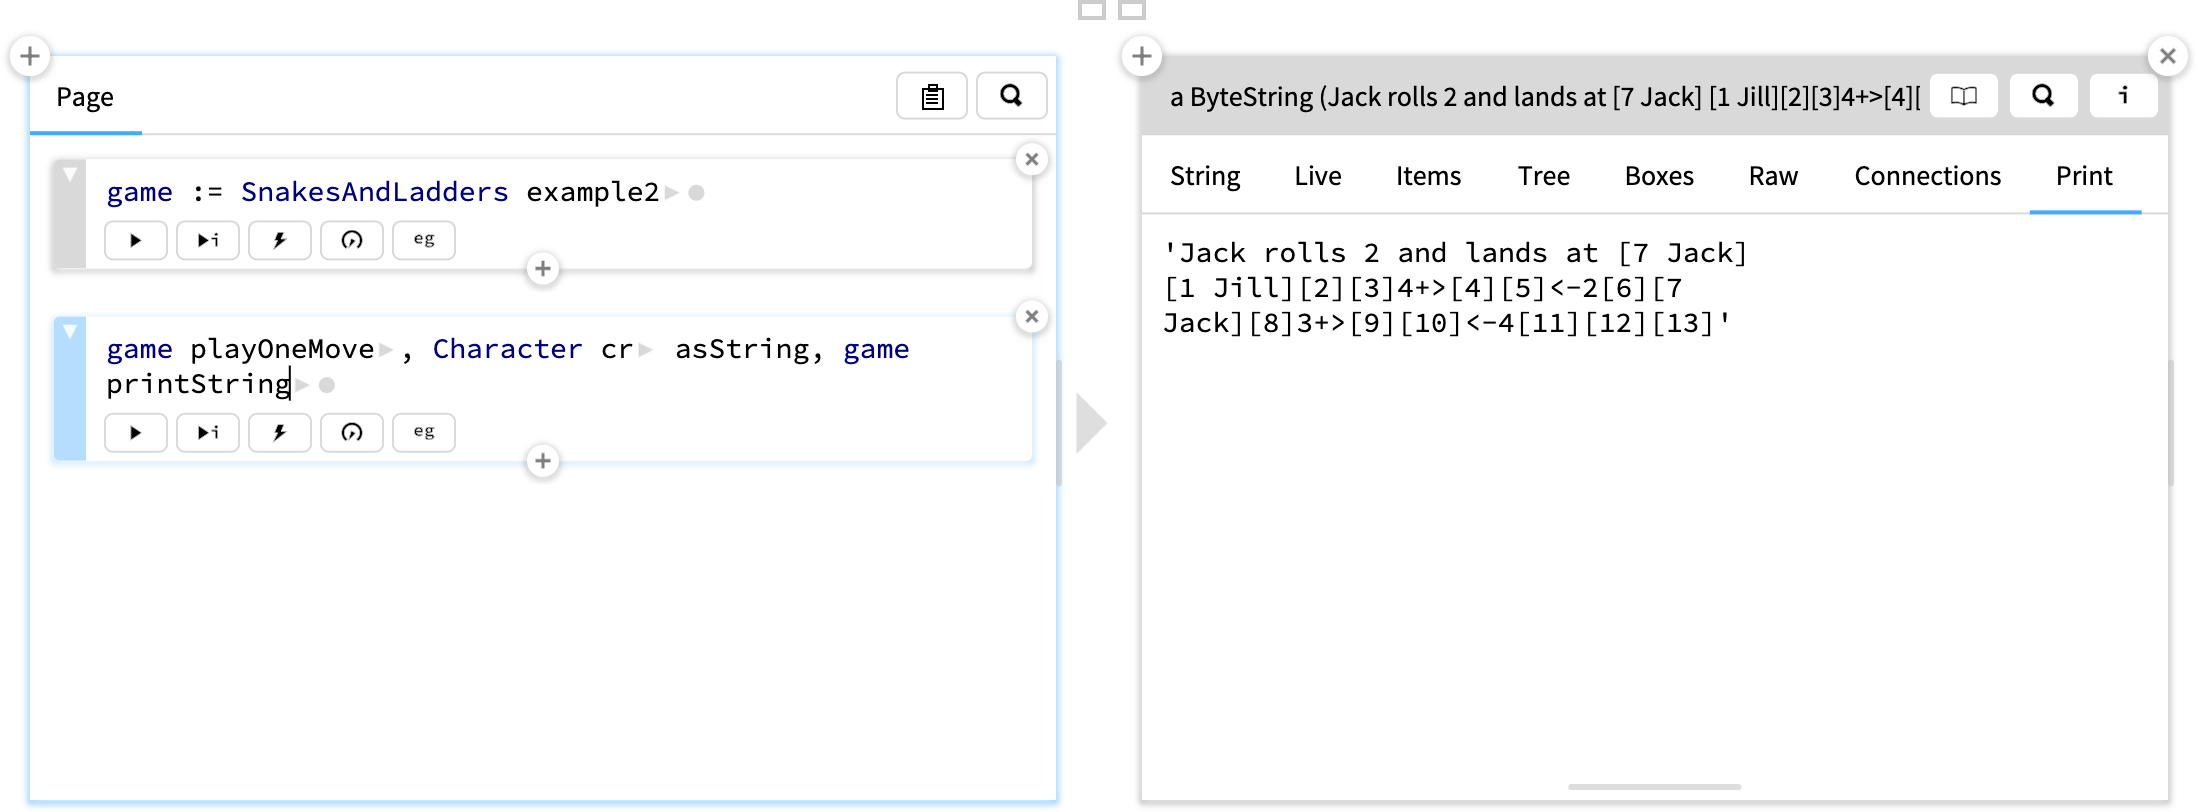 Page
game := SnakesAndLadders example2
eg
game playOneMove , Character cr asString, game
printString
eg
a ByteString (Jack rolls 2 and lands at [7 Jack] [1 Jill][2][3]4+>[4][
i
String Live Items Tree Boxes Raw Connections Print
'Jack rolls 2 and lands at [7 Jack]
[1 Jill][2][3]4+>[4][5]<-2[6][7
Jack][8]3+>[9][10]<-4[11][12][13]'